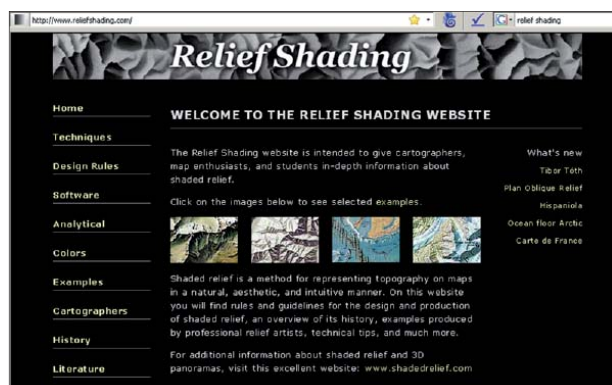 http://www.reliefshading.com/
relief shading
Relief Shading
Home
Techniques
Design Rules
Software
Analytical
Colors
Examples
Cartographers
History
Literature
WELCOME TO THE RELIEF SHADING WEBSITE
The Relief Shading website is intended to give cartographers,
map enthusiasts, and students in-depth information about
shaded relief.
Click on the images below to see selected examples.
Shaded relief is a method for representing topography on maps
in a natural, aesthetic, and intuitive manner. On this website
you will find rules and guidelines for the design and production
of shaded relief, an overview of its history, examples produced
by professional relief artists, technical tips, and much more.
For additional information about shaded relief and 3D
panoramas, visit this excellent website: www.shadedrelief.com
What's new
Tibor Tóth
Plan Oblique Relief
Hispaniola
Ocean floor Arctic
Carte de France